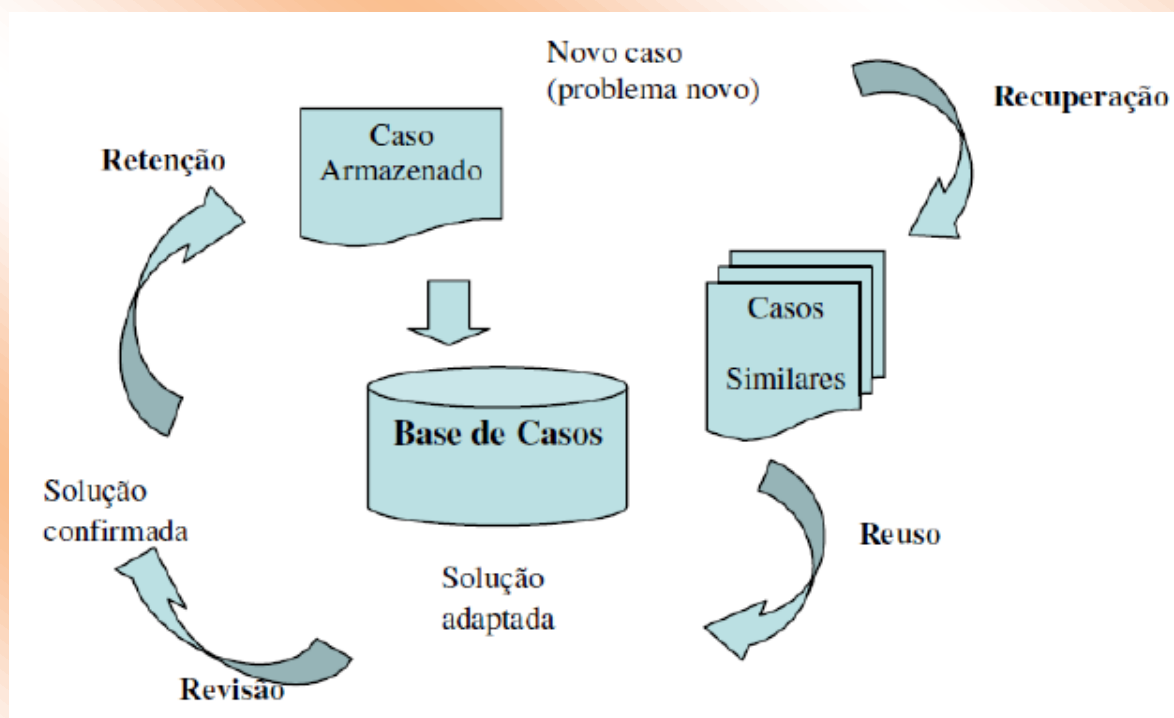 Novo caso
(problema novo)
Recuperação
Caso
Armazenado
Retenção
Casos
Similares
Base de Casos
Solução
confirmada
Reuso
Solução
adaptada
Revisão